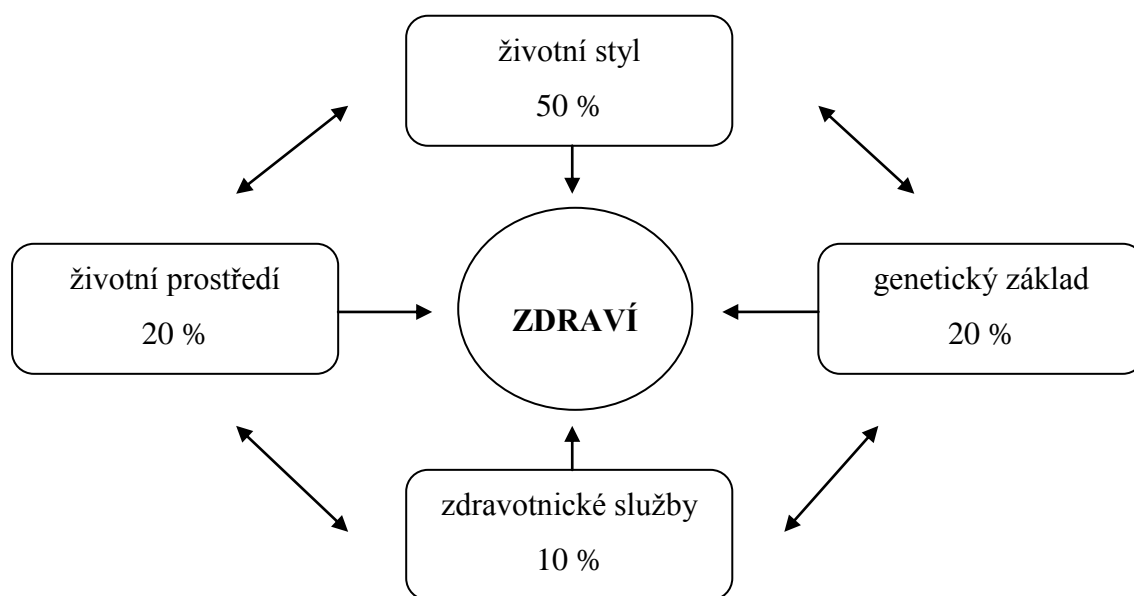 životní styl
50 %
životní prostředí
20 %
ZDRAVÍ
genetický základ
20 %
zdravotnické služby
10 %